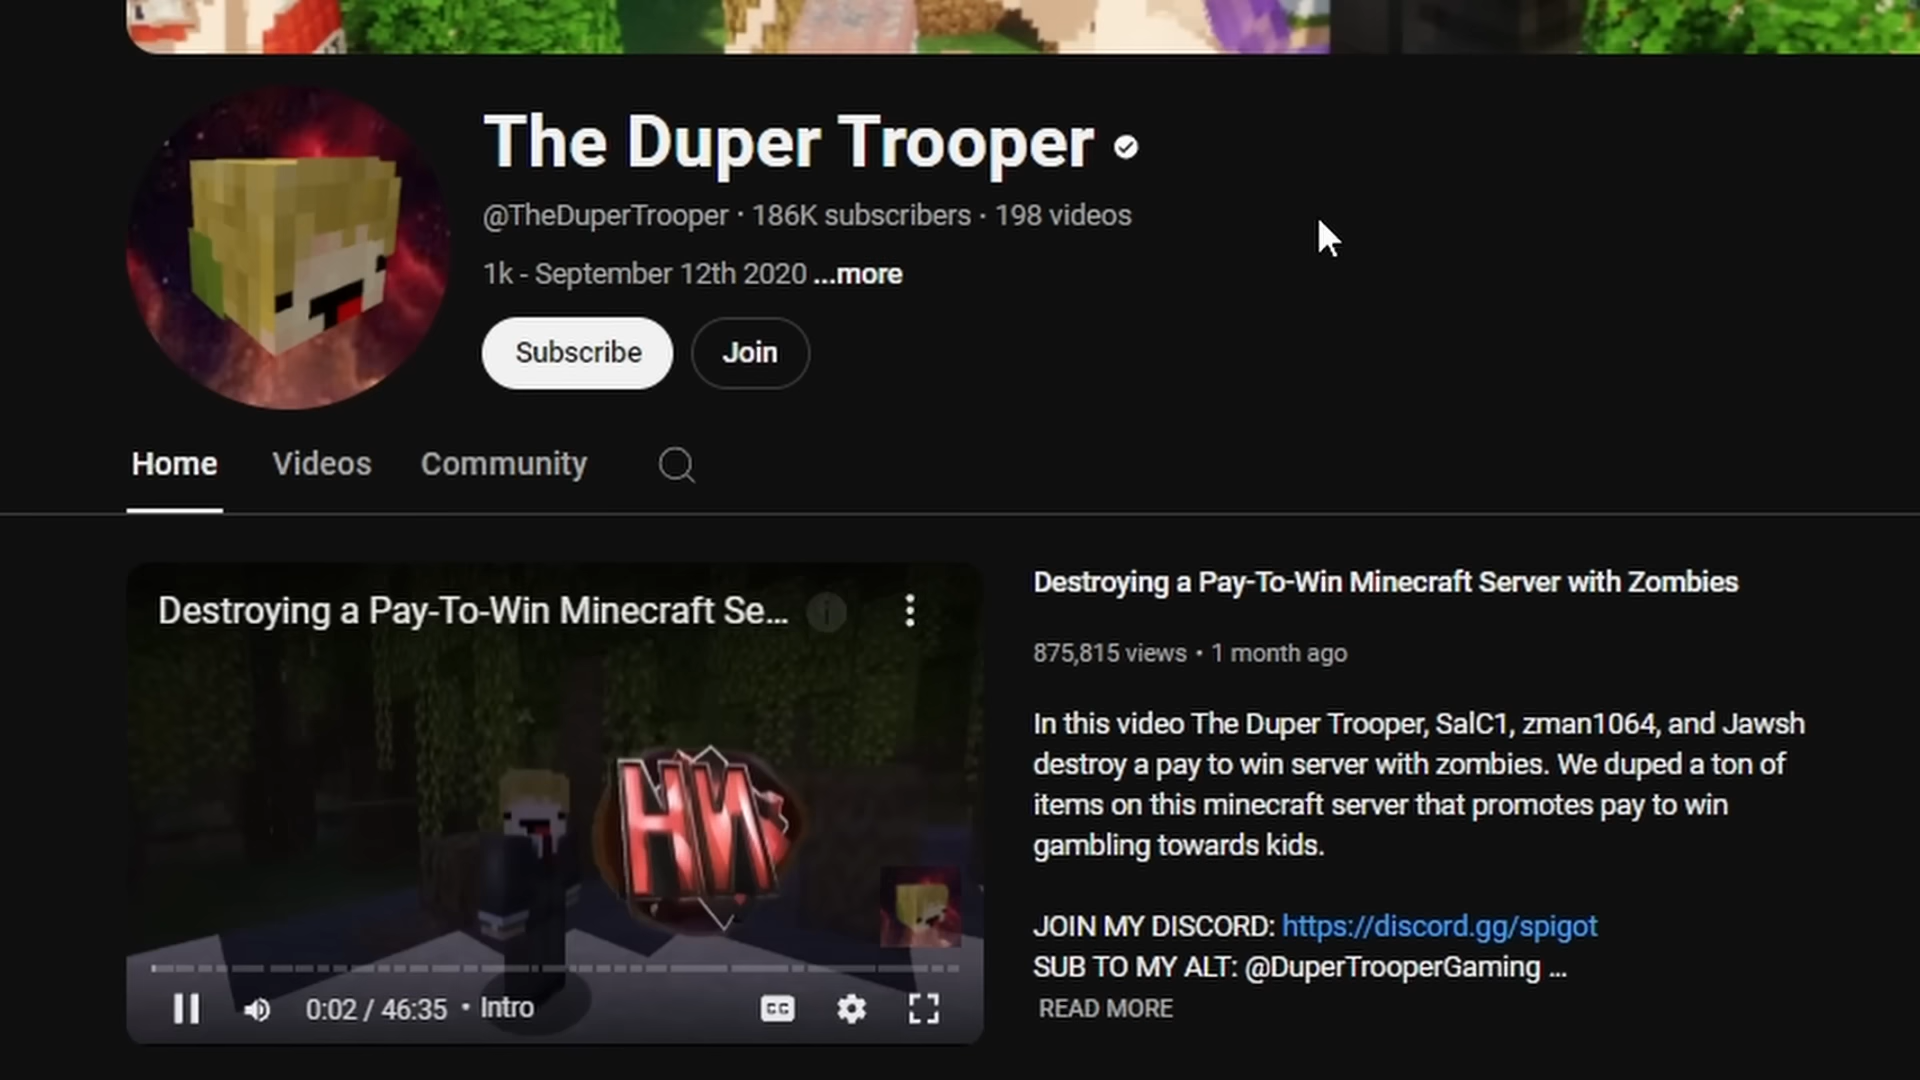 The Duper Trooper
@TheDuperTrooper · 186K subscribers · 198 videos
1k - September 12th 2020 ...more
Subscribe
Join
Home
Videos
Community
Destroying a Pay-To-Win Minecraft Se...
0:02 / 46:35 • Intro
CC
Destroying a Pay-To-Win Minecraft Server with Zombies
875,815 views • 1 month ago
In this video The Duper Trooper, SalC1, zman1064, and Jawsh
destroy a pay to win server with zombies. We duped a ton of
items on this minecraft server that promotes pay to win
gambling towards kids.
JOIN MY DISCORD: https://discord.gg/spigot
SUB TO MY ALT: @DuperTrooperGaming ...
READ MORE